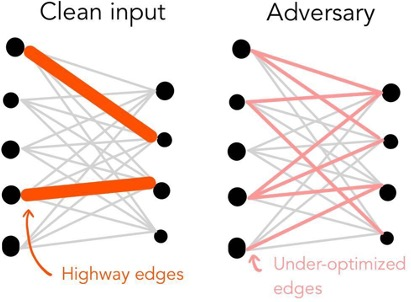 Clean input
Adversary
Highway edges
Under-optimized
edges